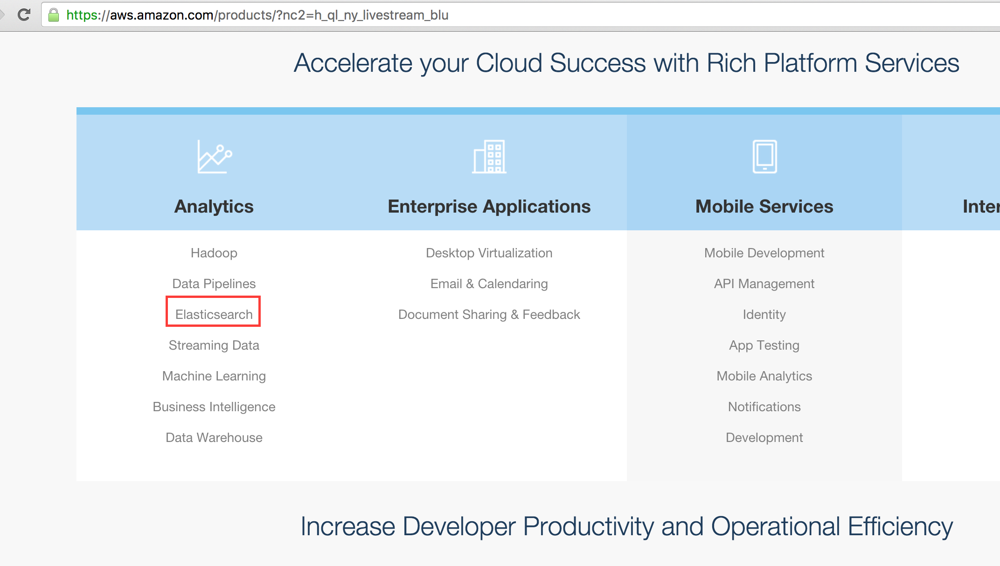 https://aws.amazon.com/products/?nc2=h_ql_ny_livestream_blu
Accelerate your Cloud Success with Rich Platform Services
Analytics
Hadoop
Data Pipelines
Elasticsearch
Streaming Data
Machine Learning
Business Intelligence
Data Warehouse
Enterprise Applications
Desktop Virtualization
Email & Calendaring
Document Sharing & Feedback
Mobile Services
Mobile Development
API Management
Identity
App Testing
Mobile Analytics
Notifications
Development
Increase Developer Productivity and Operational Efficiency